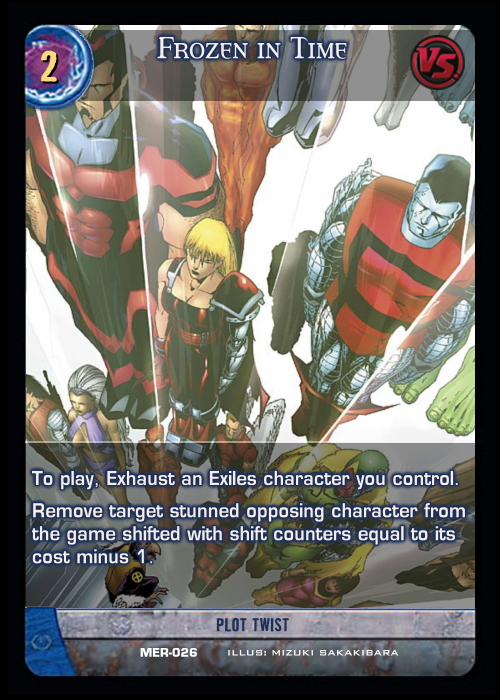 2
FROZEN IN TIME
VS.
To play, Exhaust an Exiles character you control.
Remove target stunned opposing character from
the game shifted with shift counters equal to its
cost minus 1.
PLOT TWIST
MER-026 ILLUS: MIZUKI SAKAKIBARA